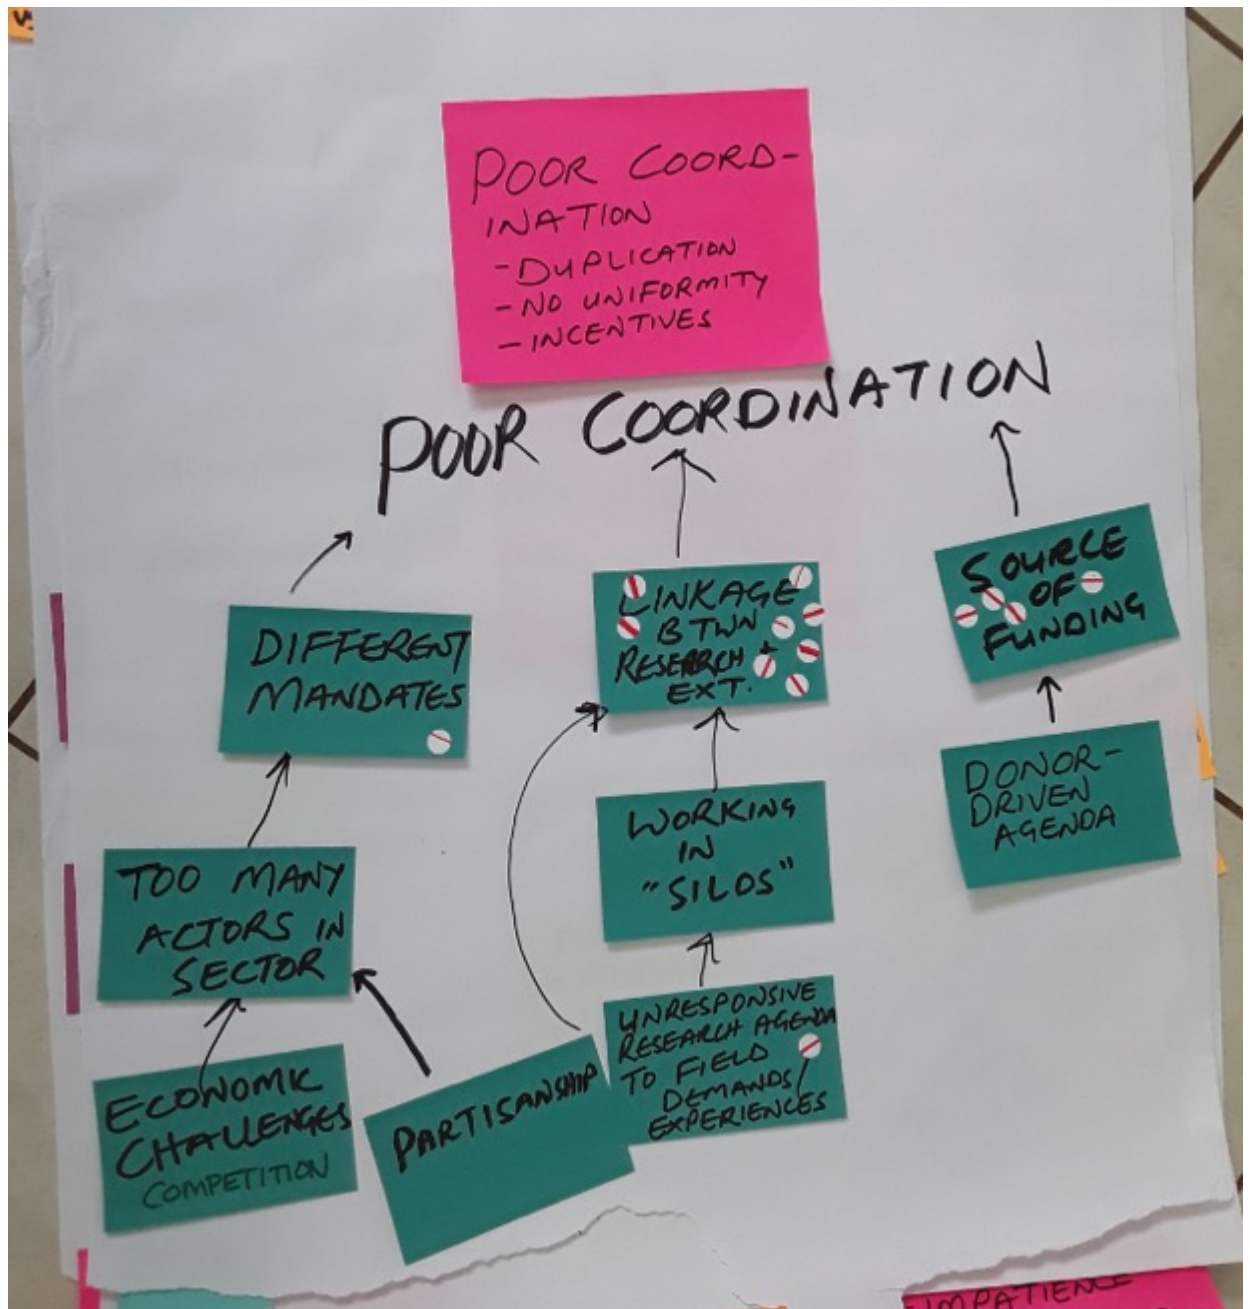 POOR COORD-
INATION
- DUPLICATION
- NO UNIFORMITY
- INCENTIVES
POOR COORDINATION
DIFFERENT
MANDATES
LINKAGE
BTWN
RESEARCH +
EXT.
SOURCE
OF
FUNDING
TOO MANY
ACTORS IN
SECTOR
WORKING
IN
"SILOS"
DONOR-
DRIVEN
AGENDA
ECONOMIC
CHALLENGES
COMPETITION
PARTISANSHIP
UNRESPONSIVE
RESEARCH AGENDA
TO FIELD
DEMANDS/
EXPERIENCES
IMPATIENCE